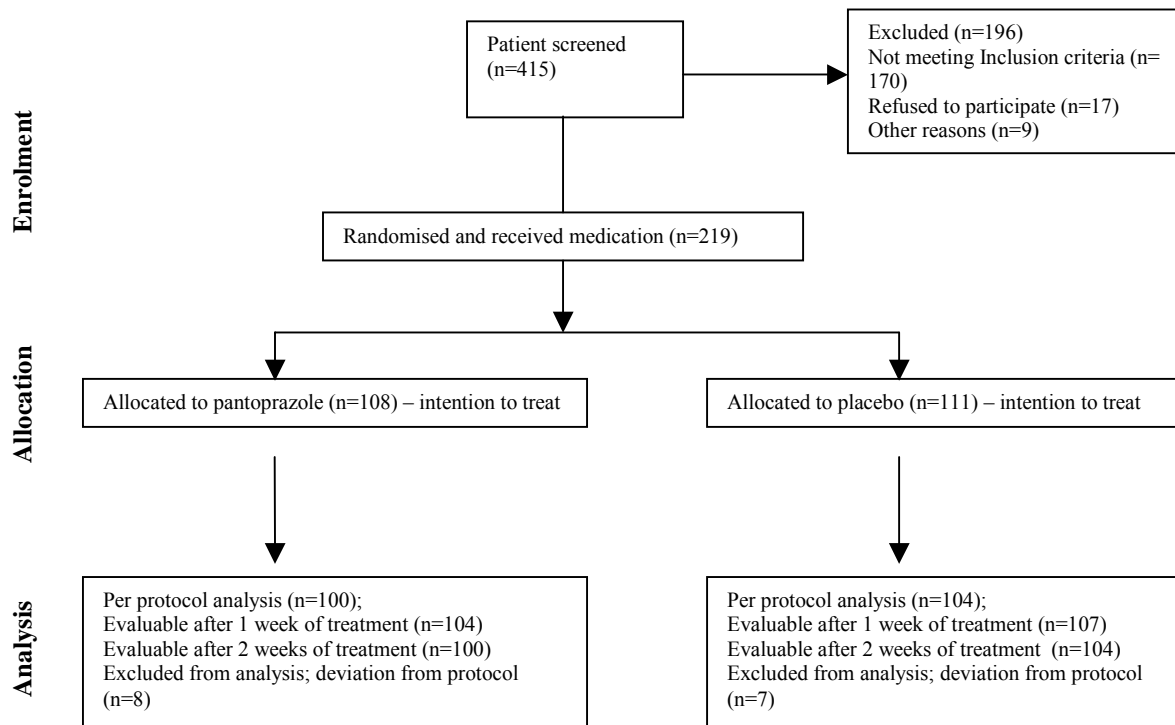 Enrolment
Patient screened
(n=415)
Excluded (n=196)
Not meeting Inclusion criteria (n=
170)
Refused to participate (n=17)
Other reasons (n=9)
Randomised and received medication (n=219)
Allocation
Allocated to pantoprazole (n=108) – intention to treat
Allocated to placebo (n=111) – intention to treat
Analysis
Per protocol analysis (n=100);
Evaluable after 1 week of treatment (n=104)
Evaluable after 2 weeks of treatment (n=100)
Excluded from analysis; deviation from protocol
(n=8)
Per protocol analysis (n=104);
Evaluable after 1 week of treatment (n=107)
Evaluable after 2 weeks of treatment (n=104)
Excluded from analysis; deviation from protocol
(n=7)